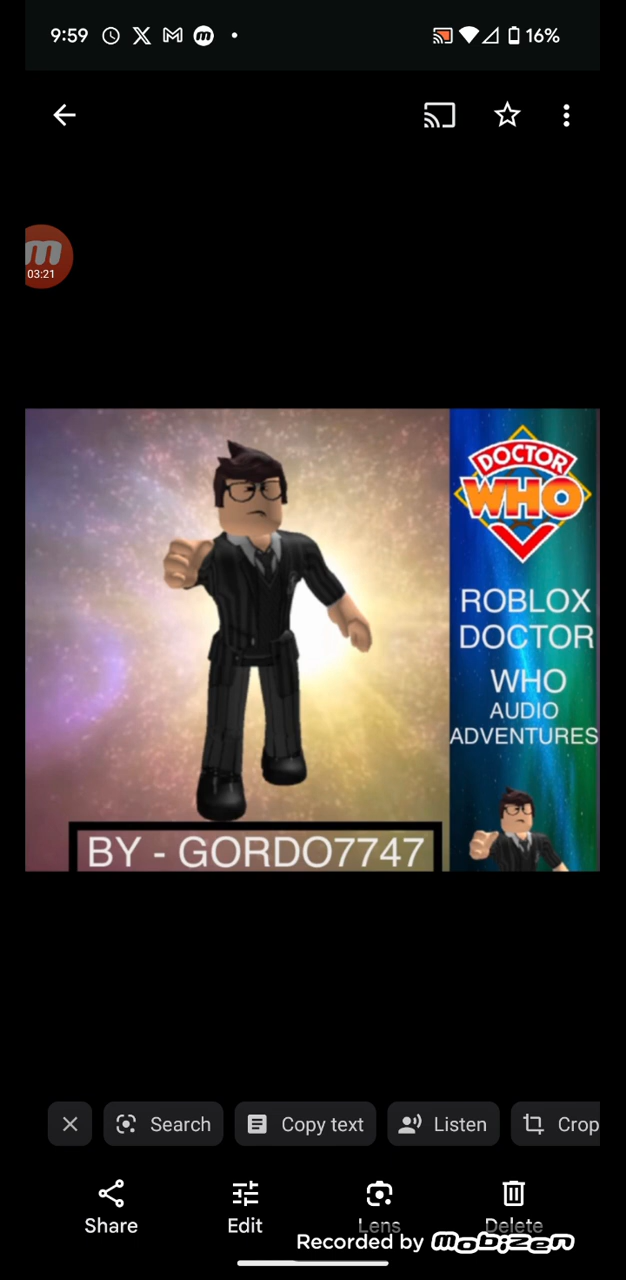 9:59 16%
m
03:21
DOCTOR
WHO
ROBLOX
DOCTOR
WHO
AUDIO
ADVENTURES
BY - GORDO7747
Search Copy text Listen Crop
Share Edit Lens Delete
Recorded by mobizen